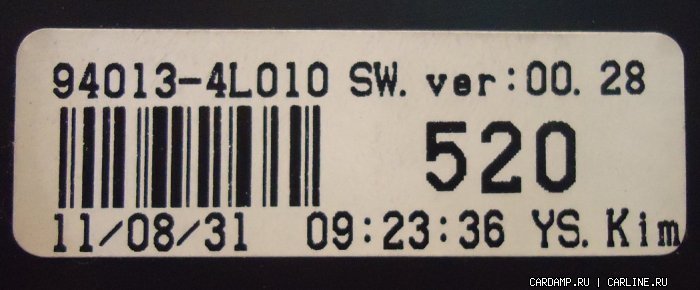 94013-4L010 SW. ver:00. 28
520
11/08/31 09:23:36 YS. Kim
CARDAMP.RU | CARLINE.RU